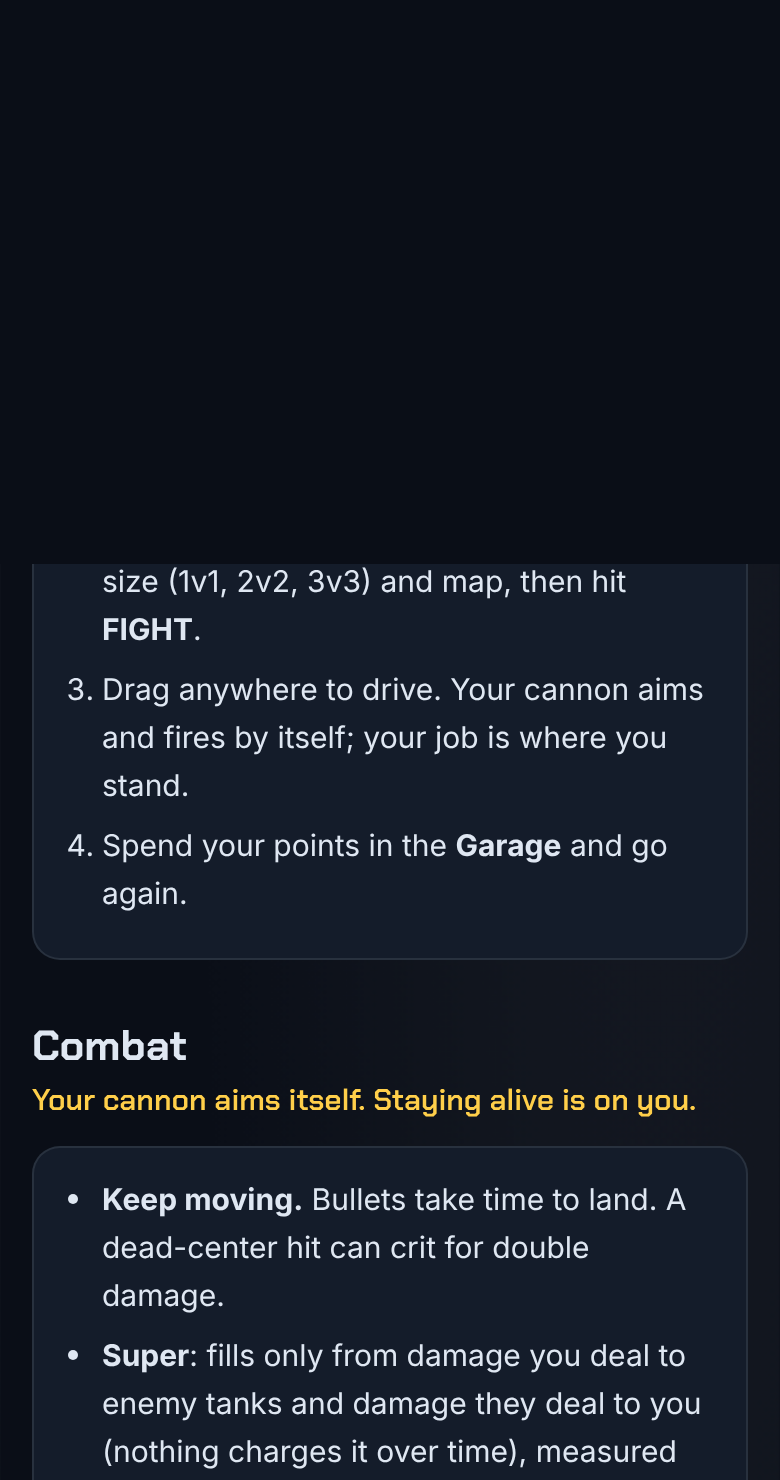 size (1v1, 2v2, 3v3) and map, then hit
FIGHT.
3. Drag anywhere to drive. Your cannon aims
and fires by itself; your job is where you
stand.
4. Spend your points in the Garage and go
again.
Combat
Your cannon aims itself. Staying alive is on you.
• Keep moving. Bullets take time to land. A
dead-center hit can crit for double
damage.
• Super: fills only from damage you deal to
enemy tanks and damage they deal to you
(nothing charges it over time), measured